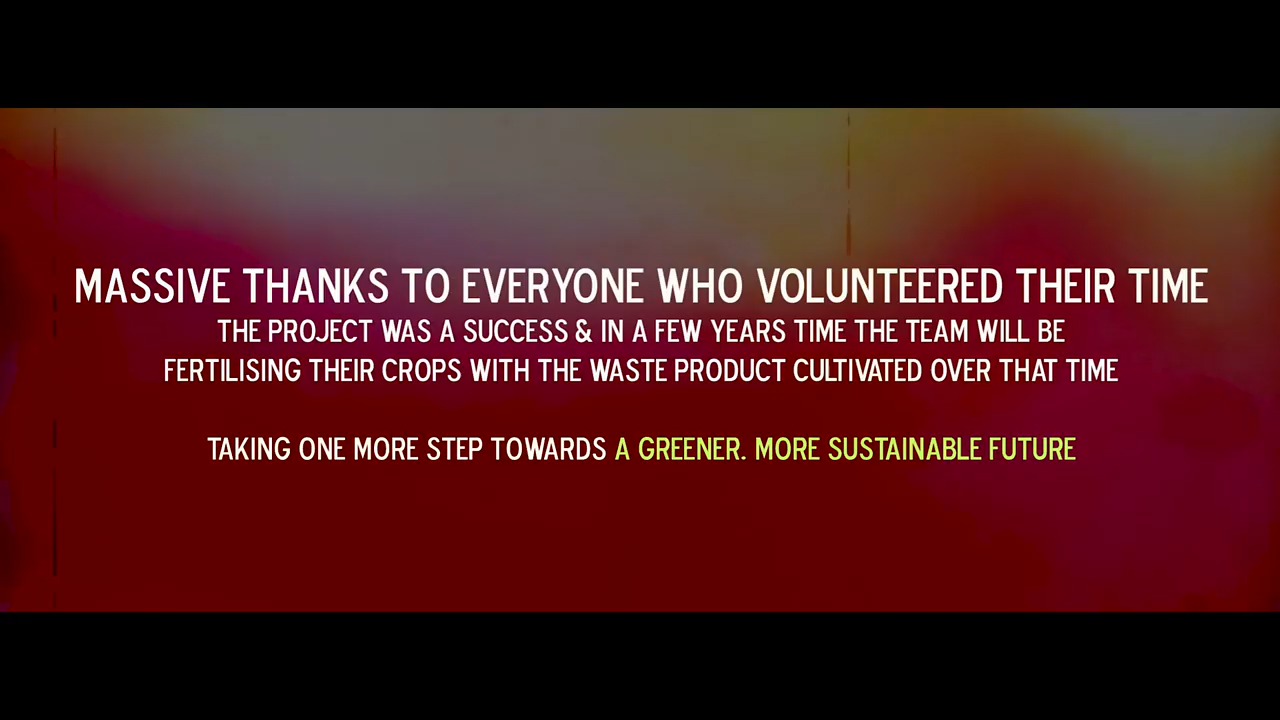 MASSIVE THANKS TO EVERYONE WHO VOLUNTEERED THEIR TIME
THE PROJECT WAS A SUCCESS & IN A FEW YEARS TIME THE TEAM WILL BE
FERTILISING THEIR CROPS WITH THE WASTE PRODUCT CULTIVATED OVER THAT TIME
TAKING ONE MORE STEP TOWARDS A GREENER. MORE SUSTAINABLE FUTURE